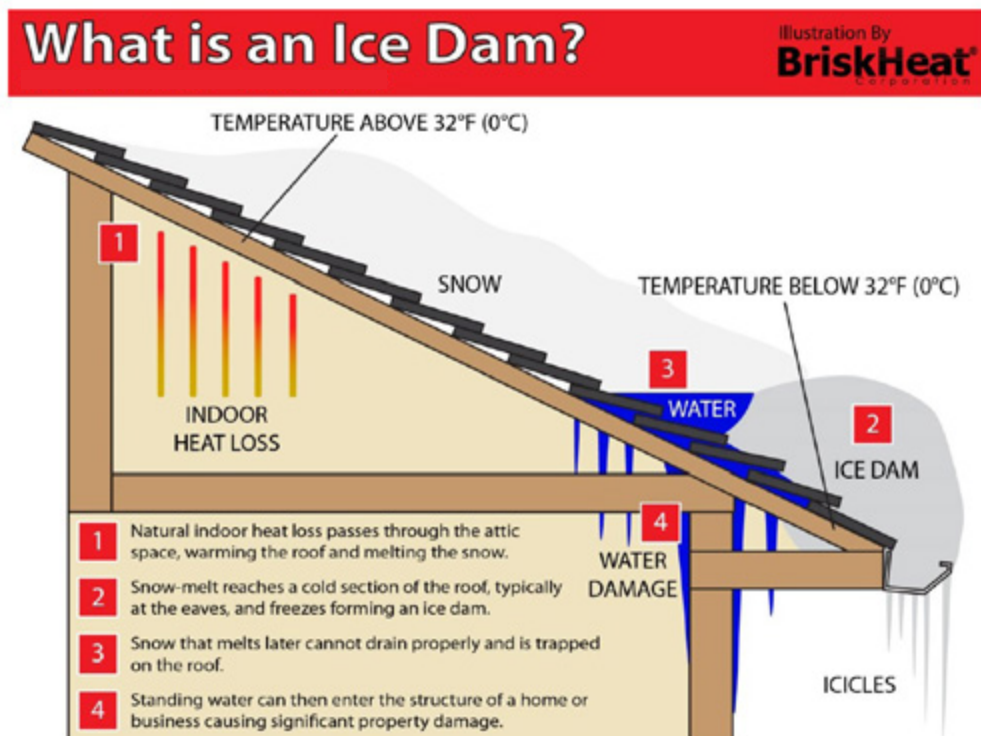 What is an Ice Dam?
Illustration By
BriskHeat®
Corporation
TEMPERATURE ABOVE 32°F (0°C)
1
SNOW
TEMPERATURE BELOW 32°F (0°C)
3
WATER
2
ICE DAM
INDOOR
HEAT LOSS
4
WATER
DAMAGE
ICICLES
1 Natural indoor heat loss passes through the attic
space, warming the roof and melting the snow.
2 Snow-melt reaches a cold section of the roof, typically
at the eaves, and freezes forming an ice dam.
3 Snow that melts later cannot drain properly and is trapped
on the roof.
4 Standing water can then enter the structure of a home or
business causing significant property damage.